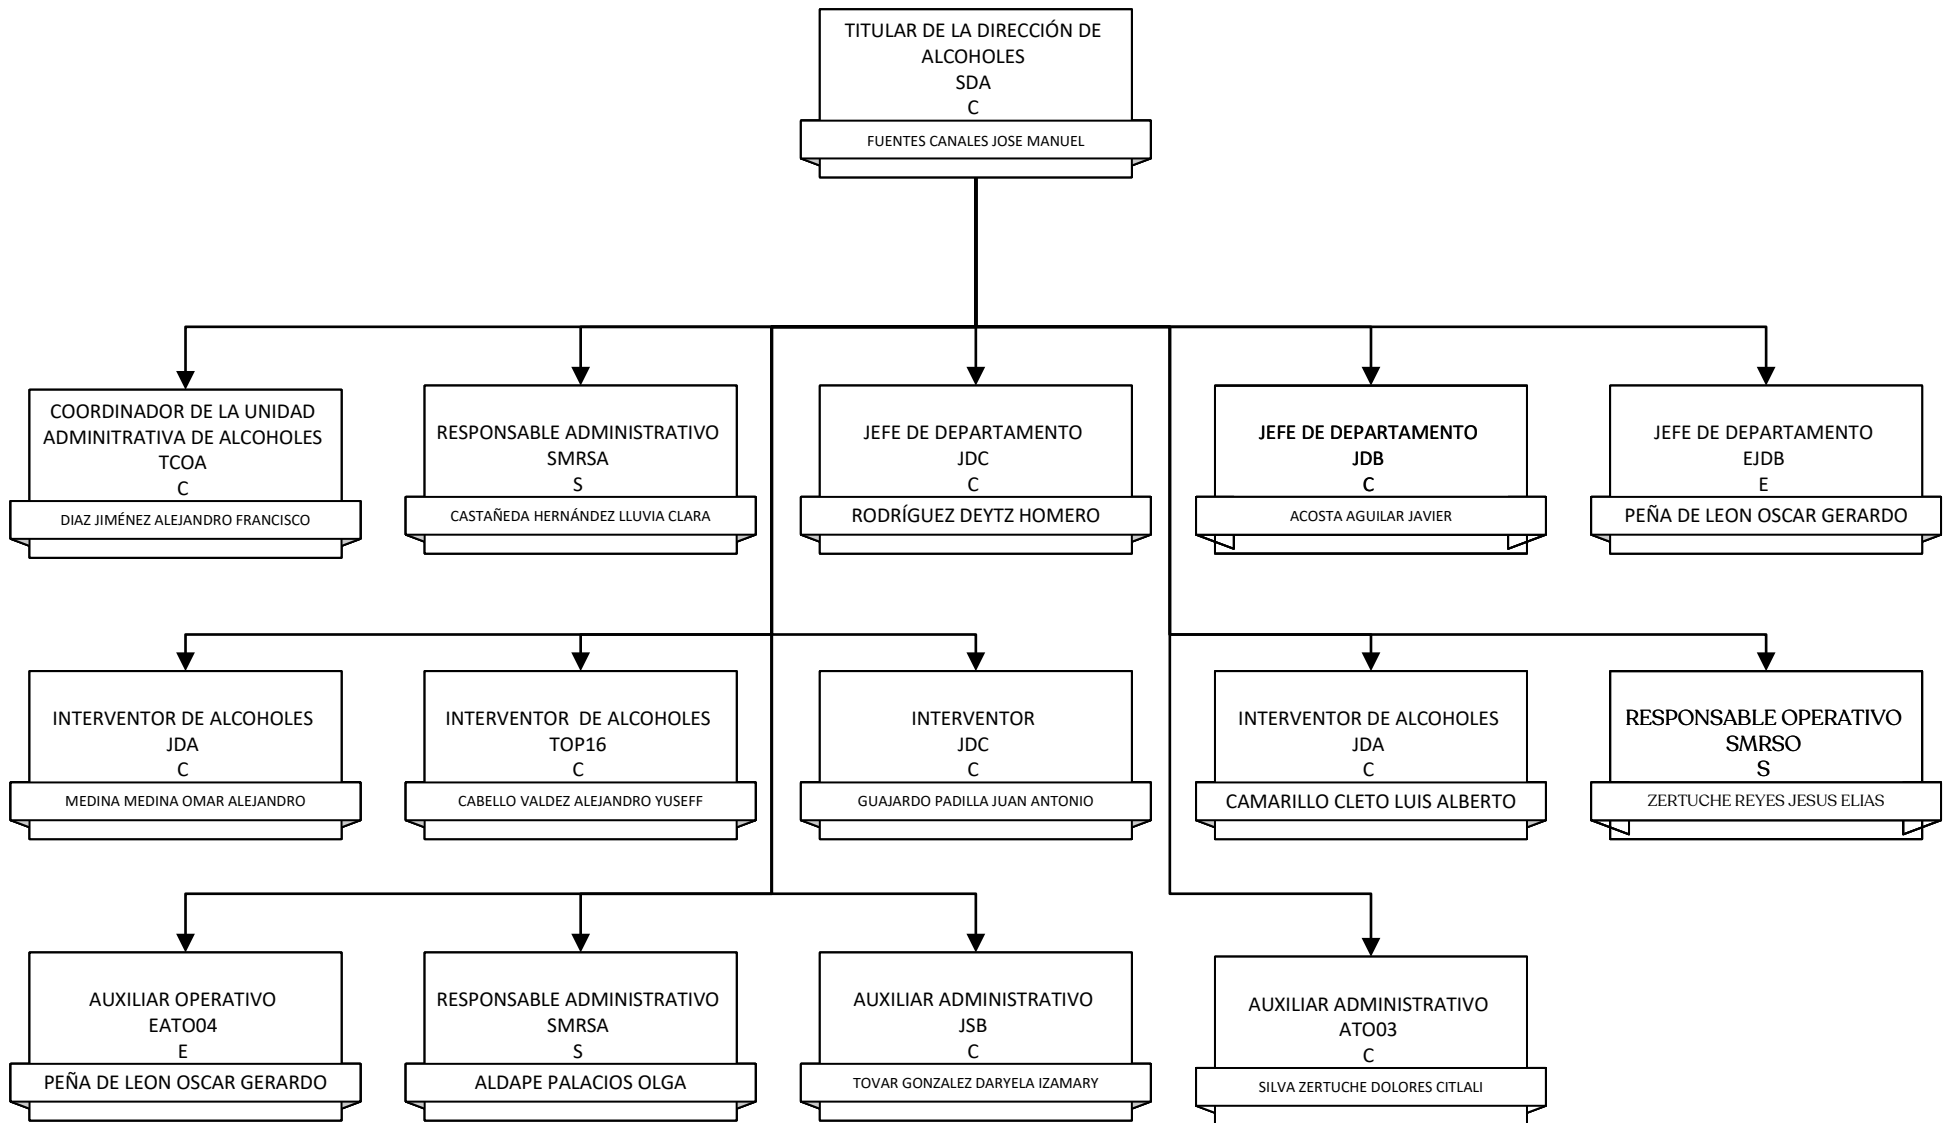 TITULAR DE LA DIRECCIÓN DE
ALCOHOLES
SDA
C
FUENTES CANALES JOSE MANUEL
COORDINADOR DE LA UNIDAD
ADMINITRATIVA DE ALCOHOLES
TCOA
C
DIAZ JIMÉNEZ ALEJANDRO FRANCISCO
RESPONSABLE ADMINISTRATIVO
SMRSA
S
CASTAÑEDA HERNÁNDEZ LLUVIA CLARA
JEFE DE DEPARTAMENTO
JDC
C
RODRÍGUEZ DEYTZ HOMERO
JEFE DE DEPARTAMENTO
JDB
C
ACOSTA AGUILAR JAVIER
JEFE DE DEPARTAMENTO
EJDB
E
PEÑA DE LEON OSCAR GERARDO
INTERVENTOR DE ALCOHOLES
JDA
C
MEDINA MEDINA OMAR ALEJANDRO
INTERVENTOR  DE ALCOHOLES
TOP16
C
CABELLO VALDEZ ALEJANDRO YUSEFF
INTERVENTOR
JDC
C
GUAJARDO PADILLA JUAN ANTONIO
INTERVENTOR DE ALCOHOLES
JDA
C
CAMARILLO CLETO LUIS ALBERTO
RESPONSABLE OPERATIVO
SMRSO
S
ZERTUCHE REYES JESUS ELIAS
AUXILIAR OPERATIVO
EATO04
E
PEÑA DE LEON OSCAR GERARDO
RESPONSABLE ADMINISTRATIVO
SMRSA
S
ALDAPE PALACIOS OLGA
AUXILIAR ADMINISTRATIVO
JSB
C
TOVAR GONZALEZ DARYELA IZAMARY
AUXILIAR ADMINISTRATIVO
ATO03
C
SILVA ZERTUCHE DOLORES CITLALI